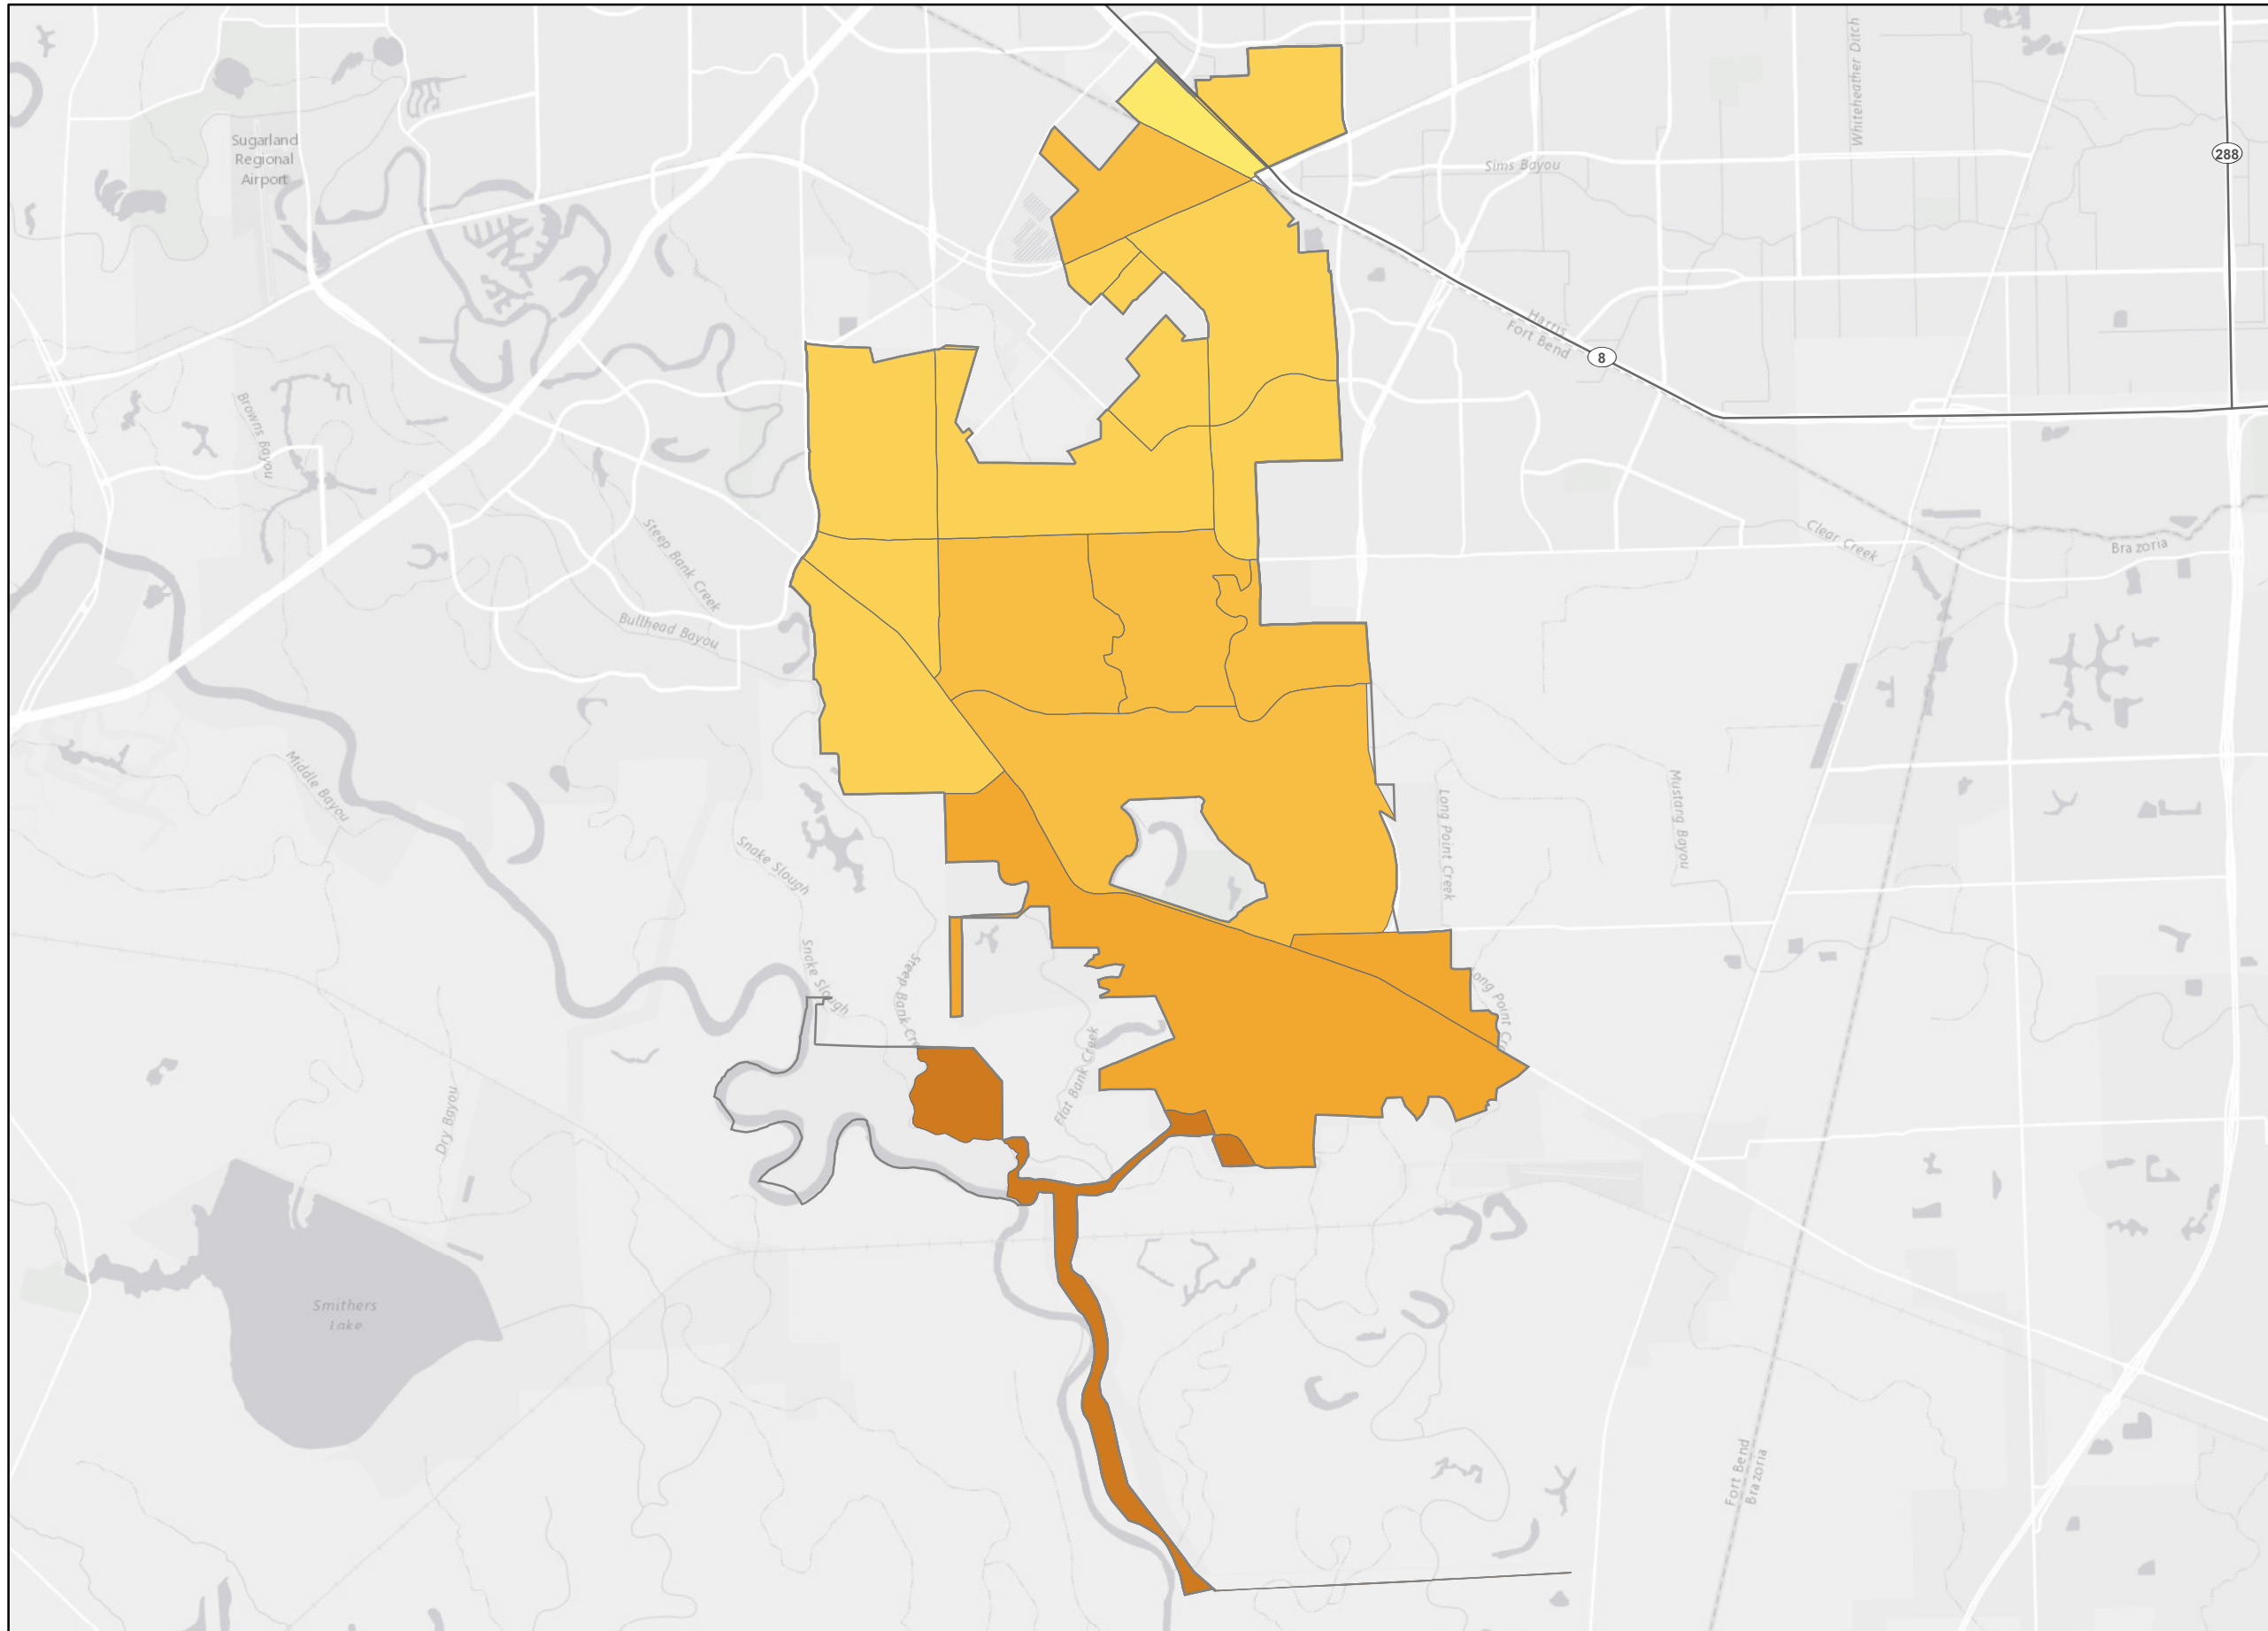 Whiteheather Ditch
Sugarland
Regional
Airport
288
Sims Bayou
Harris
Fort Bend
8
Browns Bayou
Steep Bank Creek
Clear Creek
Brazoria
Bullhead Bayou
Middle Bayou
Mustang Bayou
Long Point Creek
Snake Slough
Snake Slough
Steep Bank Cre
Long Point Cre
Flat Bank Creek
Dry Bayou
Smithers
Lake
Fort Bend
Brazoria